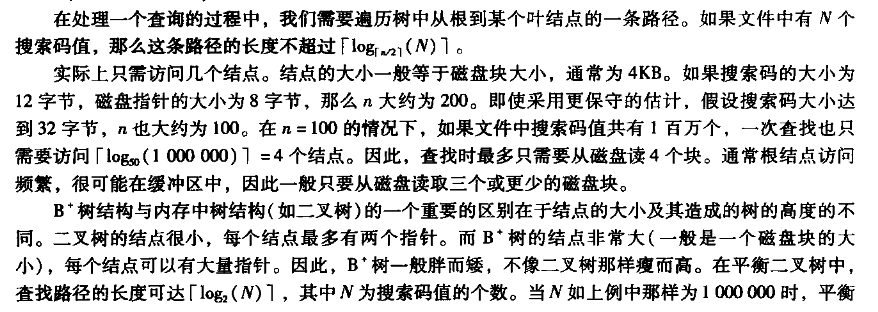 在处理一个查询的过程中，我们需要遍历树中从根到某个叶结点的一条路径。如果文件中有 N 个
搜索码值，那么这条路径的长度不超过⌈log⌈n/2⌉(N)⌉。
实际上只需访问几个结点。结点的大小一般等于磁盘块大小，通常为 4KB。如果搜索码的大小为
12 字节，磁盘指针的大小为 8 字节，那么 n 大约为 200。即使采用更保守的估计，假设搜索码大小达
到 32 字节，n 也大约为 100。在 n = 100 的情况下，如果文件中搜索码值共有 1 百万个，一次查找也只
需要访问⌈log₅₀(1 000 000)⌉ =4 个结点。因此，查找时最多只需要从磁盘读 4 个块。通常根结点访问
频繁，很可能在缓冲区中，因此一般只要从磁盘读取三个或更少的磁盘块。
B⁺树结构与内存中树结构(如二叉树)的一个重要的区别在于结点的大小及其造成的树的高度的不
同。二叉树的结点很小，每个结点最多有两个指针。而 B⁺树的结点非常大(一般是一个磁盘块的大
小)，每个结点可以有大量指针。因此，B⁺树一般胖而矮，不像二叉树那样瘦而高。在平衡二叉树中，
查找路径的长度可达⌈log₂(N)⌉，其中 N 为搜索码值的个数。当 N 如上例中那样为 1 000 000 时，平衡